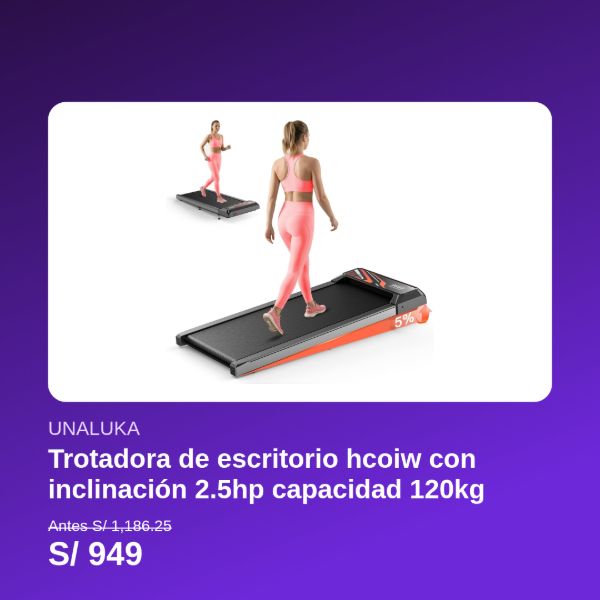 5%
UNALUKA
Trotadora de escritorio hcoiw con
inclinación 2.5hp capacidad 120kg
Antes S/ 1,186.25
S/ 949